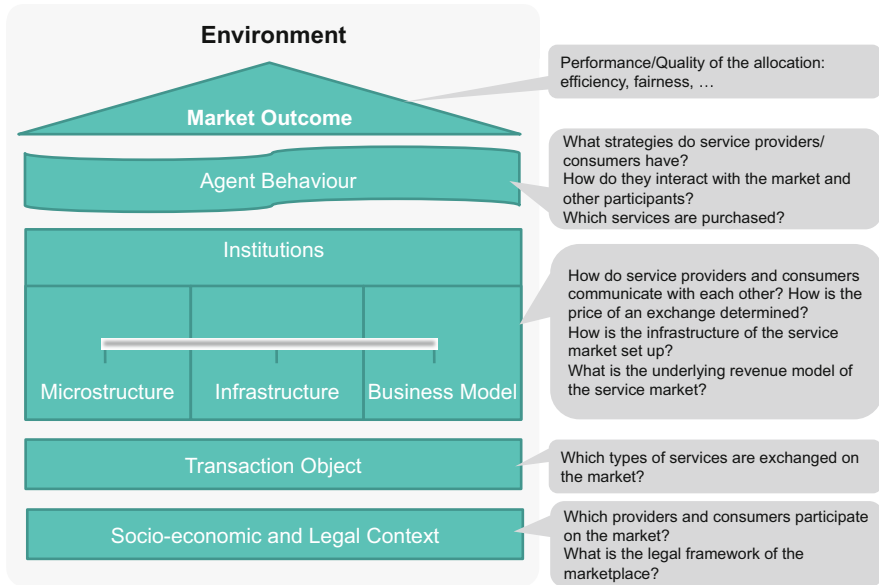 Environment
Market Outcome
Performance/Quality of the allocation:
efficiency, fairness, …
Agent Behaviour
What strategies do service providers/
consumers have?
How do they interact with the market and
other participants?
Which services are purchased?
Institutions
Microstructure
Infrastructure
Business Model
How do service providers and consumers
communicate with each other? How is the
price of an exchange determined?
How is the infrastructure of the service
market set up?
What is the underlying revenue model of
the service market?
Transaction Object
Which types of services are exchanged on
the market?
Socio-economic and Legal Context
Which providers and consumers participate
on the market?
What is the legal framework of the
marketplace?